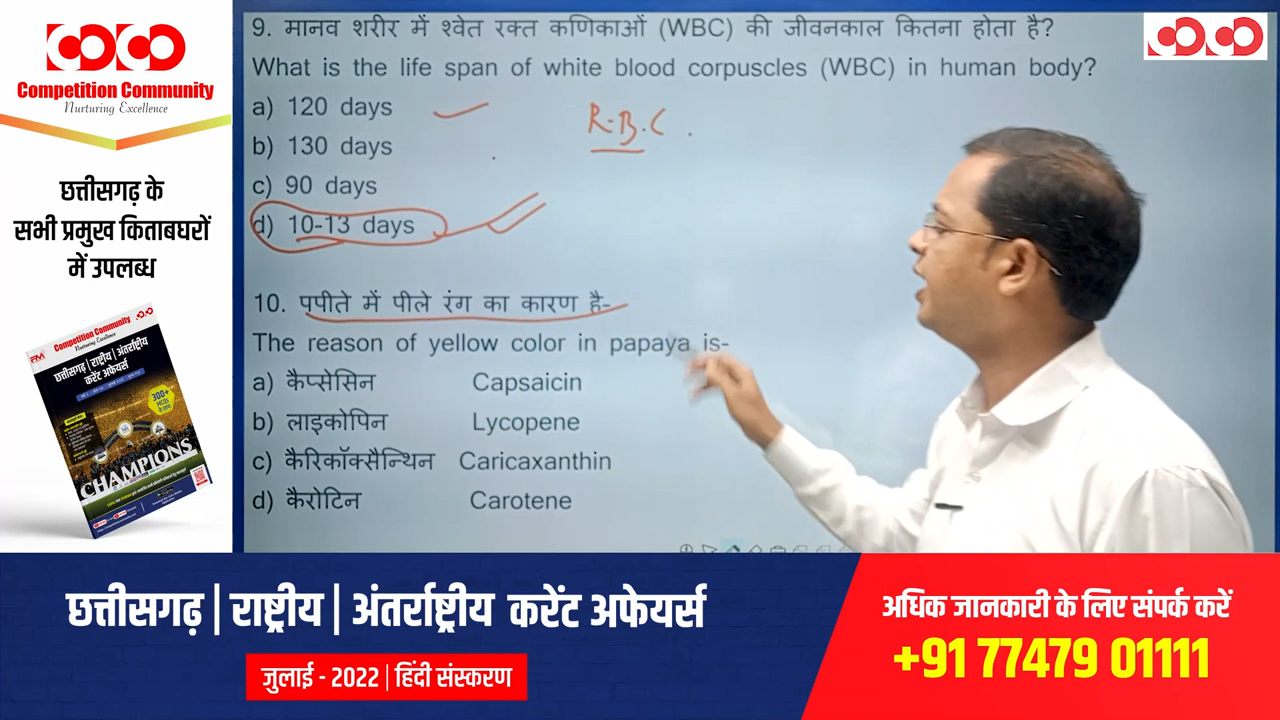 Competition Community
Nurturing Excellence
छत्तीसगढ़ के
सभी प्रमुख किताबघरों
में उपलब्ध
Competition Community
Nurturing Excellence
छत्तीसगढ़ | राष्ट्रीय | अंतर्राष्ट्रीय
करेंट अफेयर्स
300+
MCQS
CHAMPIONS
9. मानव शरीर में श्वेत रक्त कणिकाओं (WBC) की जीवनकाल कितना होता है?
What is the life span of white blood corpuscles (WBC) in human body?
a) 120 days
R.B.C.
b) 130 days
c) 90 days
d) 10-13 days
10. पपीते में पीले रंग का कारण है-
The reason of yellow color in papaya is-
a) कैप्सेसिन Capsaicin
b) लाइकोपिन Lycopene
c) कैरिकॉक्सैन्थिन Caricaxanthin
d) कैरोटिन Carotene
छत्तीसगढ़ | राष्ट्रीय | अंतर्राष्ट्रीय करेंट अफेयर्स
जुलाई - 2022 | हिंदी संस्करण
अधिक जानकारी के लिए संपर्क करें
+91 77479 01111